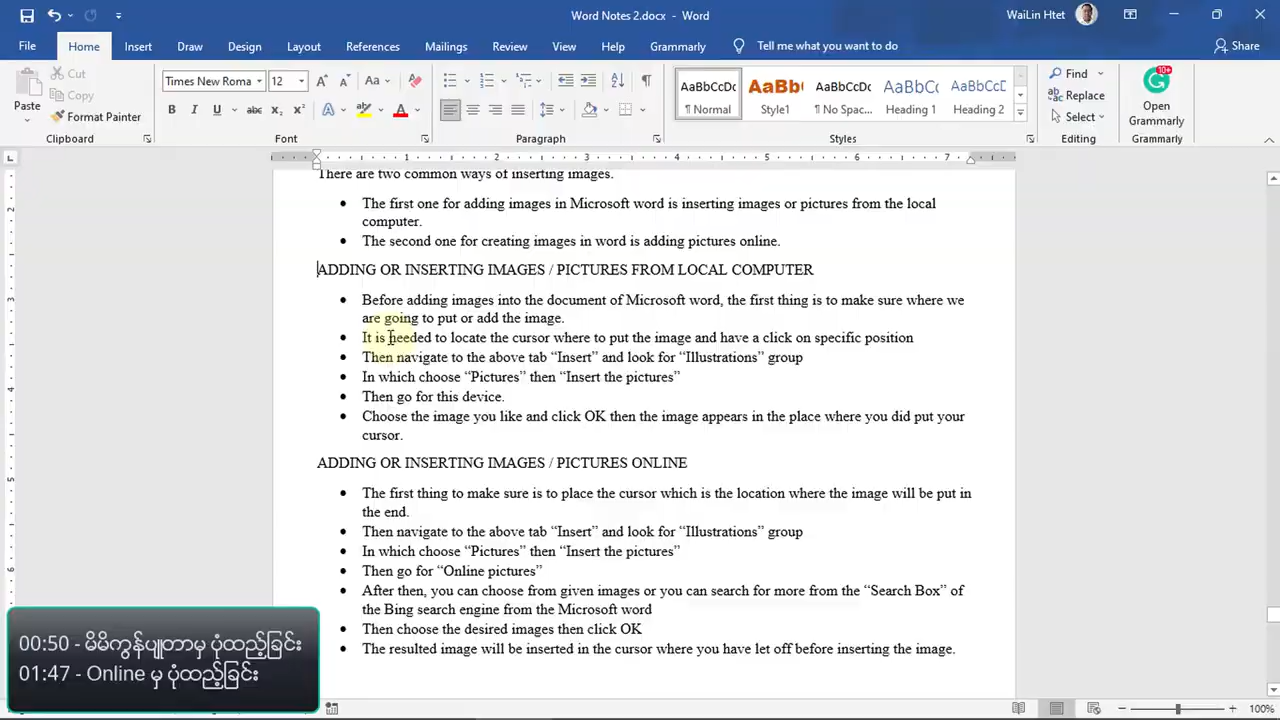 Word Notes 2.docx - Word
WaiLin Htet
File Home Insert Draw Design Layout References Mailings Review View Help Grammarly Tell me what you want to do Share
Paste
Cut
Copy
Format Painter
Clipboard
Times New Roma 12
Font
Paragraph
AaBbCcDc AaBbC AaBbCcDc AaBbCc AaBbCcC
¶ Normal Style1 ¶ No Spac... Heading 1 Heading 2
Styles
Find
Replace
Select
Editing
10+
Open
Grammarly
Grammarly
1 2 3 4 5 6 7
There are two common ways of inserting images.
• The first one for adding images in Microsoft word is inserting images or pictures from the local
computer.
• The second one for creating images in word is adding pictures online.
ADDING OR INSERTING IMAGES / PICTURES FROM LOCAL COMPUTER
• Before adding images into the document of Microsoft word, the first thing is to make sure where we
are going to put or add the image.
• It is needed to locate the cursor where to put the image and have a click on specific position
• Then navigate to the above tab “Insert” and look for “Illustrations” group
• In which choose “Pictures” then “Insert the pictures”
• Then go for this device.
• Choose the image you like and click OK then the image appears in the place where you did put your
cursor.
ADDING OR INSERTING IMAGES / PICTURES ONLINE
• The first thing to make sure is to place the cursor which is the location where the image will be put in
the end.
• Then navigate to the above tab “Insert” and look for “Illustrations” group
• In which choose “Pictures” then “Insert the pictures”
• Then go for “Online pictures”
• After then, you can choose from given images or you can search for more from the “Search Box” of
the Bing search engine from the Microsoft word
• Then choose the desired images then click OK
• The resulted image will be inserted in the cursor where you have let off before inserting the image.
00:50 - မိမိကွန်ပျူတာမှ ပုံထည့်ခြင်း
01:47 - Online မှ ပုံထည့်ခြင်း
100%